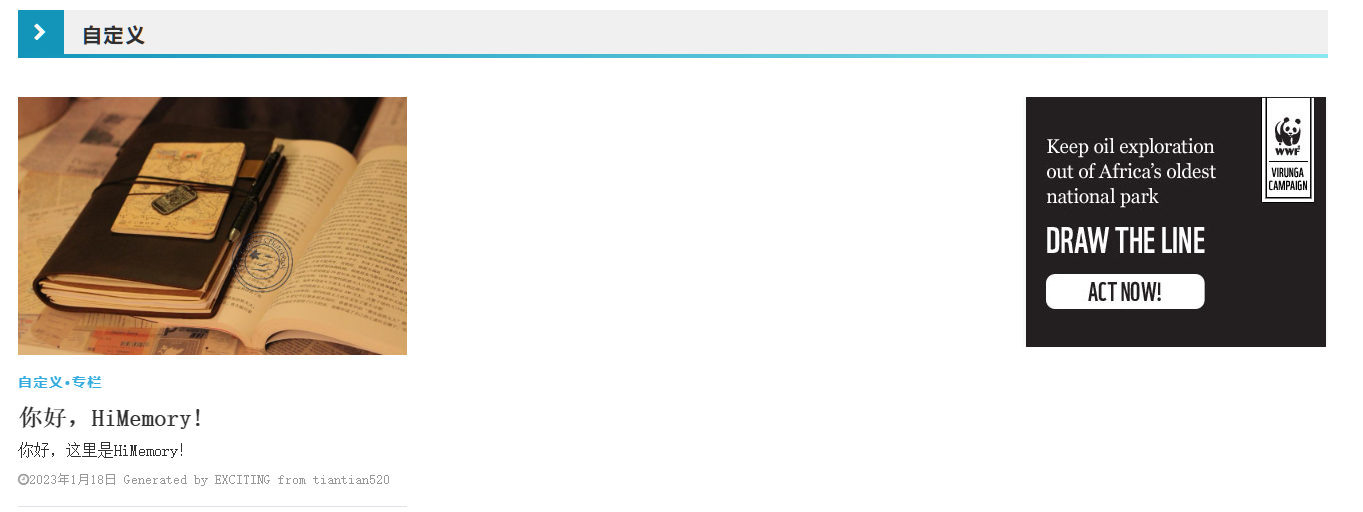 自定义
自定义•专栏
你好，HiMemory!
你好，这里是HiMemory!
2023年1月18日 Generated by EXCITING from tiantian520
Keep oil exploration
out of Africa's oldest
national park
DRAW THE LINE
ACT NOW!
WWF
VIRUNGA
CAMPAIGN